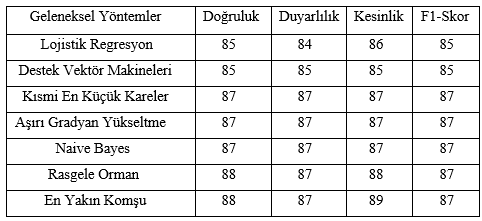 Geleneksel Yöntemler Doğruluk Duyarlılık Kesinlik F1-Skor
Lojistik Regresyon 85 84 86 85
Destek Vektör Makineleri 85 85 85 85
Kısmi En Küçük Kareler 87 87 87 87
Aşırı Gradyan Yükseltme 87 87 87 87
Naive Bayes 87 87 87 87
Rasgele Orman 88 87 88 87
En Yakın Komşu 88 87 89 87